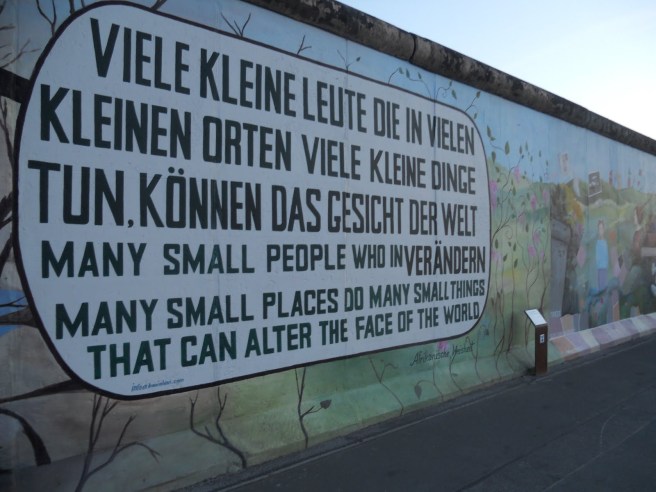 VIELE KLEINE LEUTE DIE IN VIELEN
KLEINEN ORTEN VIELE KLEINE DINGE
TUN, KÖNNEN DAS GESICHT DER WELT
VERÄNDERN
MANY SMALL PEOPLE WHO IN
MANY SMALL PLACES DO MANY SMALL THINGS
THAT CAN ALTER THE FACE OF THE WORLD